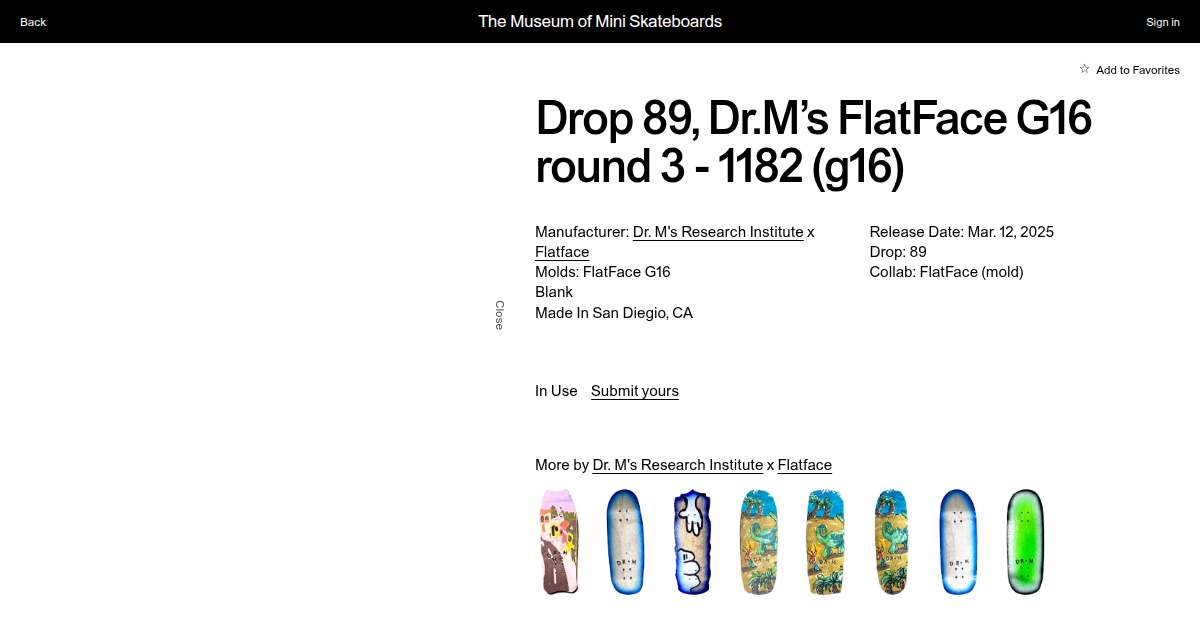 Back
The Museum of Mini Skateboards
Sign in
☆ Add to Favorites
Drop 89, Dr.M’s FlatFace G16
round 3 - 1182 (g16)
Manufacturer: Dr. M's Research Institute x
Flatface
Molds: FlatFace G16
Blank
Made In San Diegio, CA
Release Date: Mar. 12, 2025
Drop: 89
Collab: FlatFace (mold)
Close
In Use Submit yours
More by Dr. M's Research Institute x Flatface